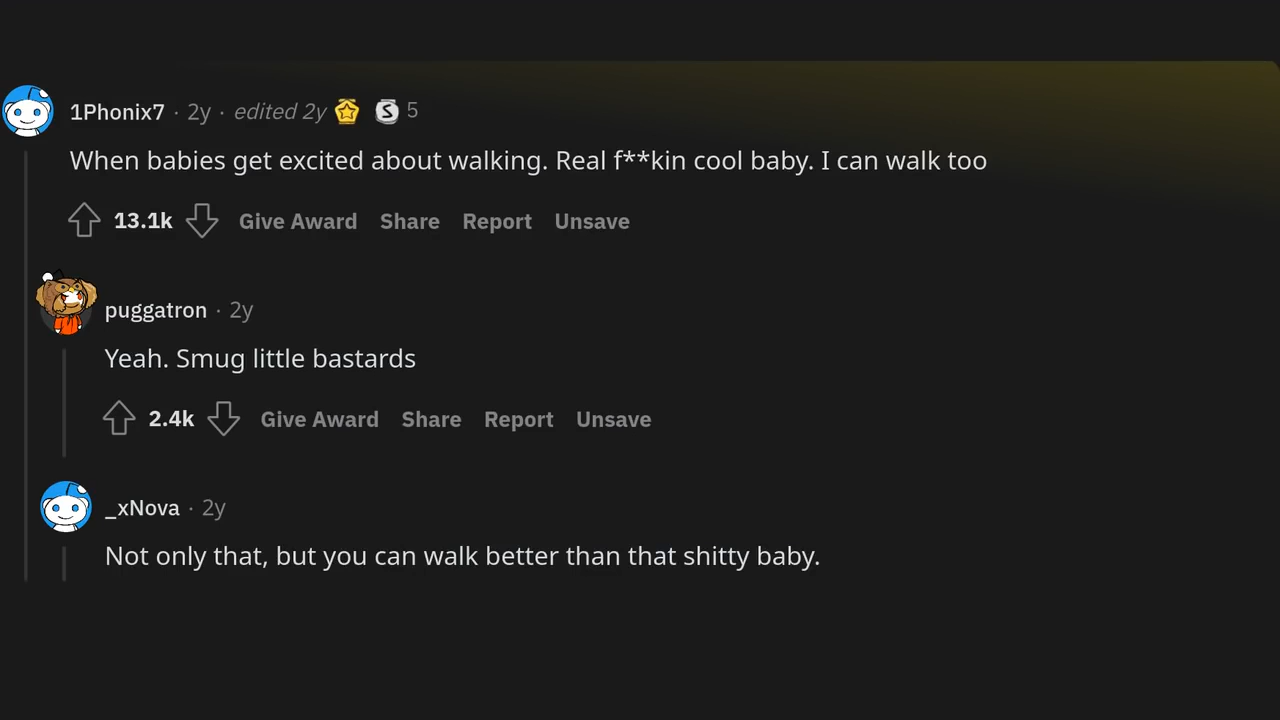 1Phonix7 · 2y · edited 2y S 5
When babies get excited about walking. Real f**kin cool baby. I can walk too
13.1k Give Award Share Report Unsave
puggatron · 2y
Yeah. Smug little bastards
2.4k Give Award Share Report Unsave
_xNova · 2y
Not only that, but you can walk better than that shitty baby.